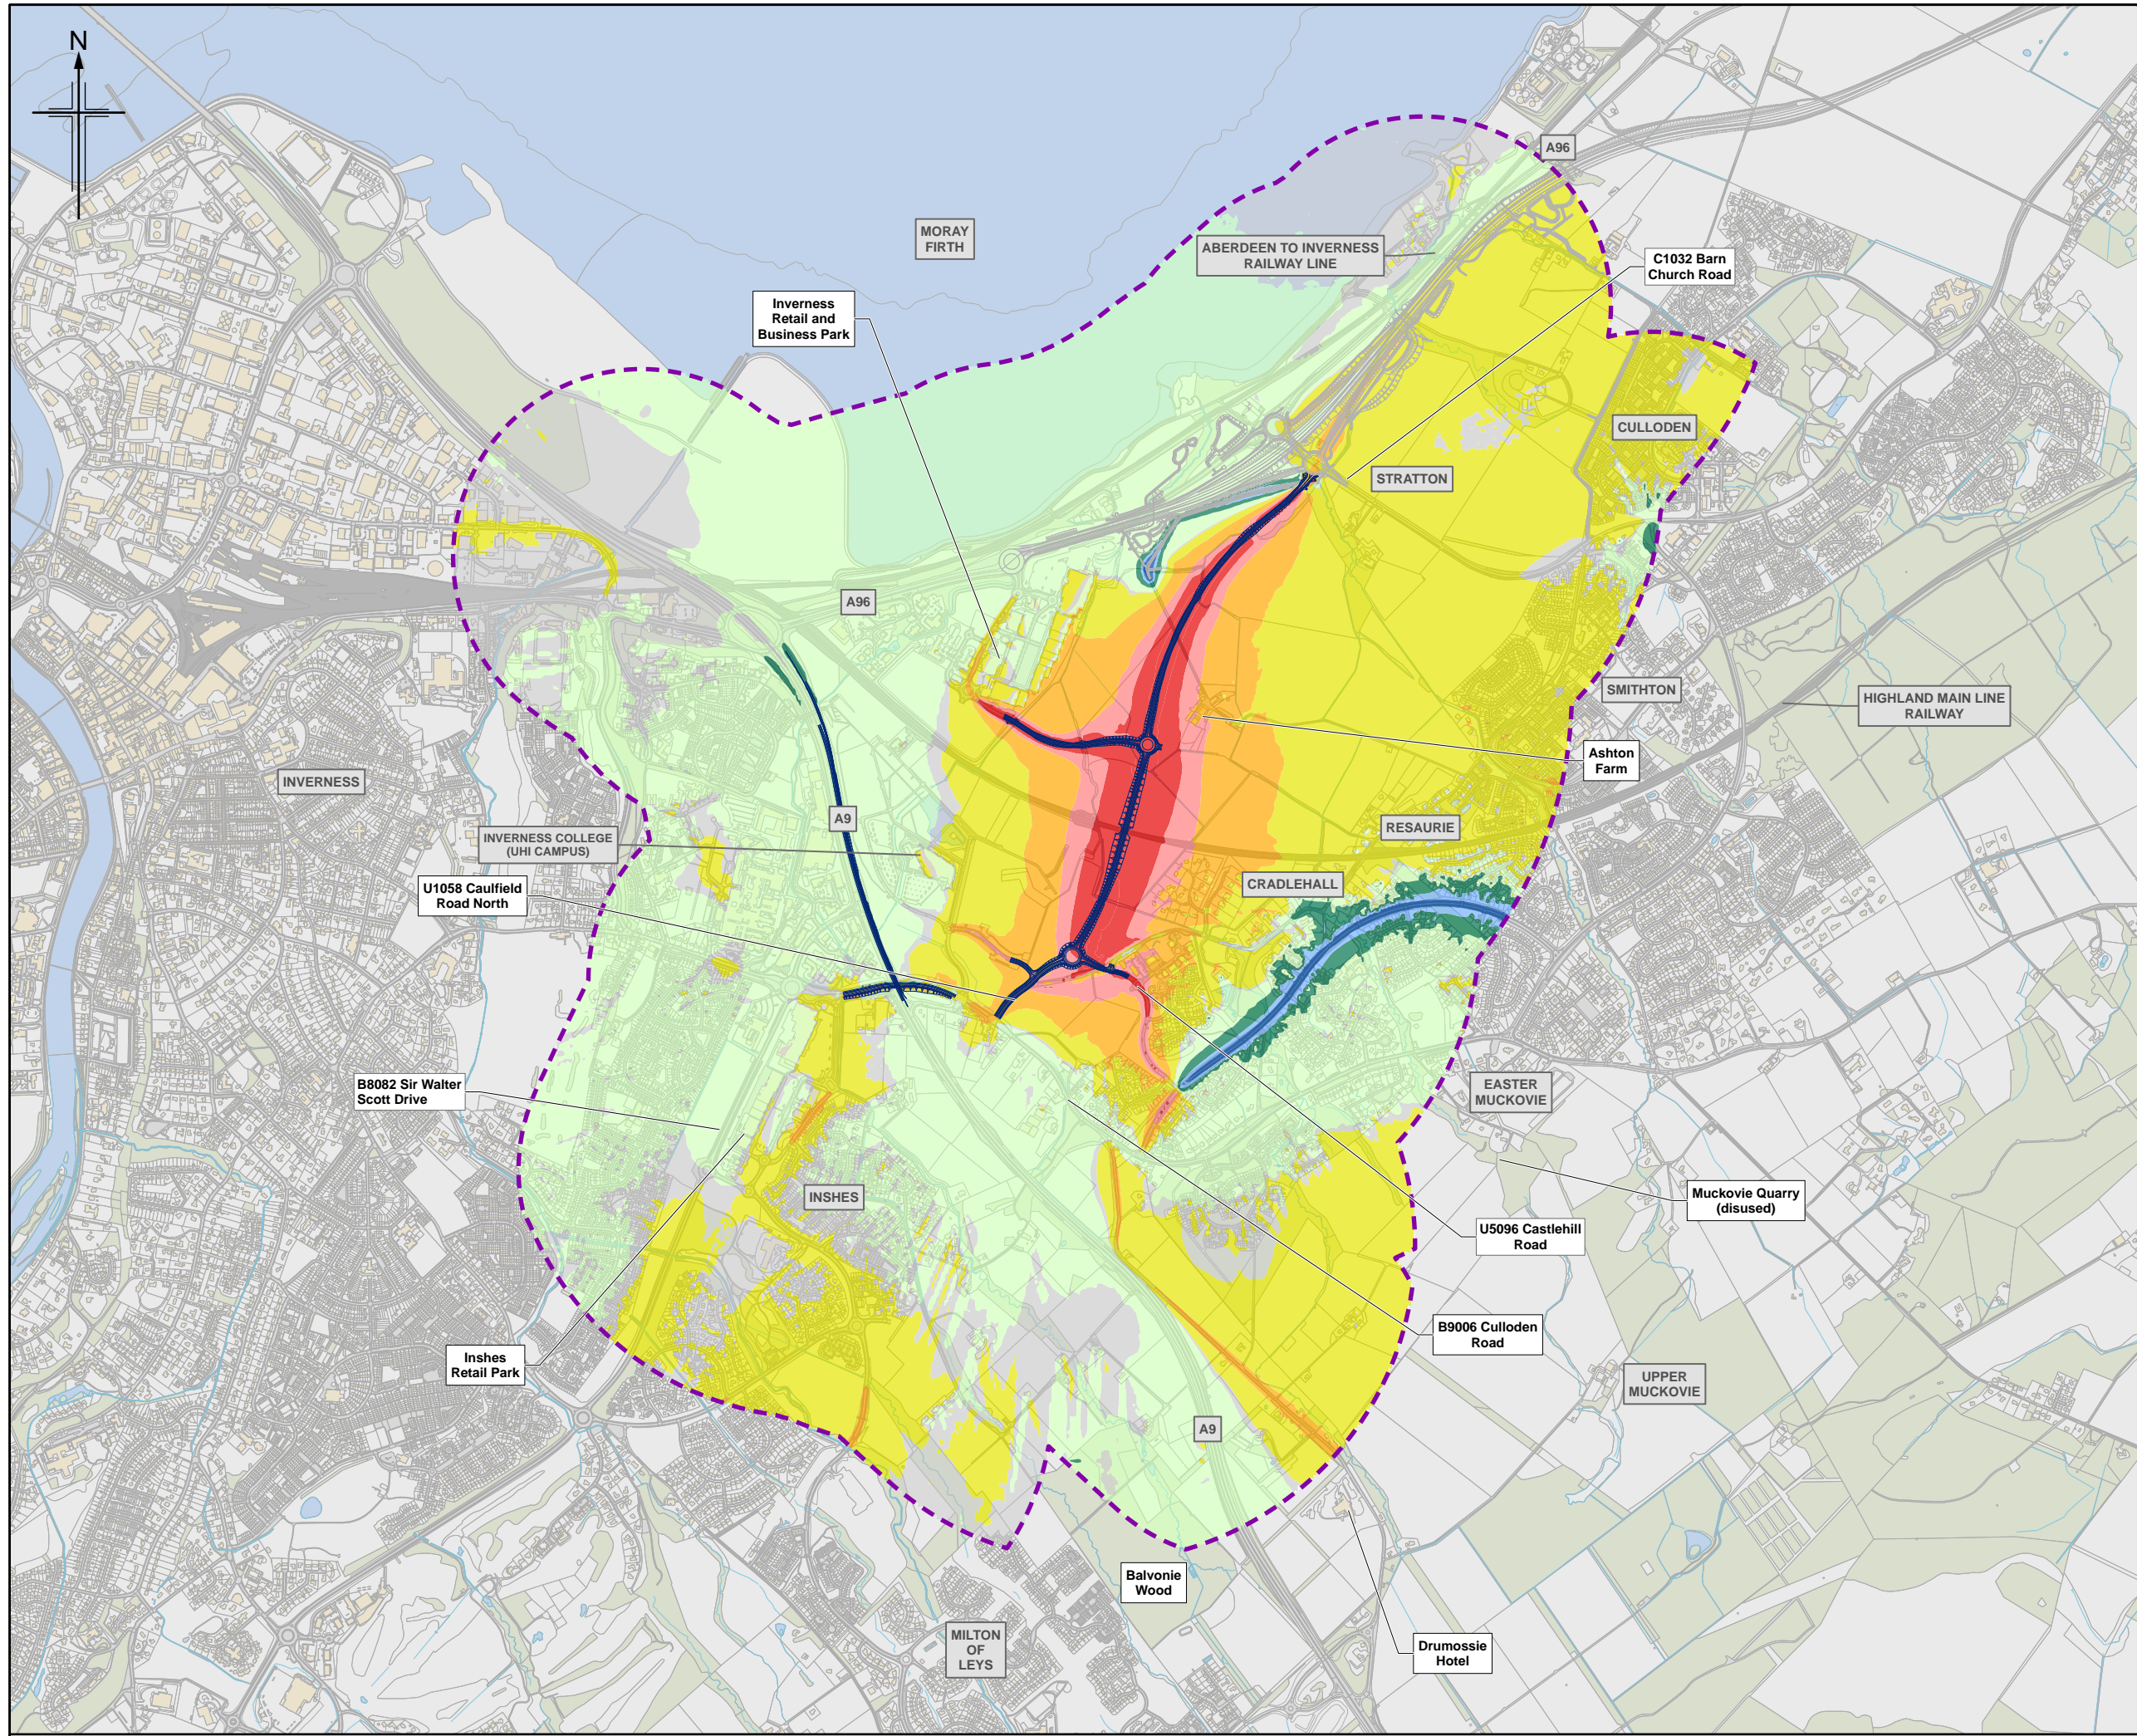 N
A96
MORAY
FIRTH
ABERDEEN TO INVERNESS
RAILWAY LINE
C1032 Barn
Church Road
Inverness
Retail and
Business Park
CULLODEN
STRATTON
A96
SMITHTON
HIGHLAND MAIN LINE
RAILWAY
Ashton
Farm
INVERNESS
A9
RESAURIE
INVERNESS COLLEGE
(UHI CAMPUS)
CRADLEHALL
U1058 Caulfield
Road North
B8082 Sir Walter
Scott Drive
EASTER
MUCKOVIE
INSHES
Muckovie Quarry
(disused)
U5096 Castlehill
Road
B9006 Culloden
Road
Inshes
Retail Park
UPPER
MUCKOVIE
A9
Balvonie
Wood
MILTON
OF
LEYS
Drumossie
Hotel